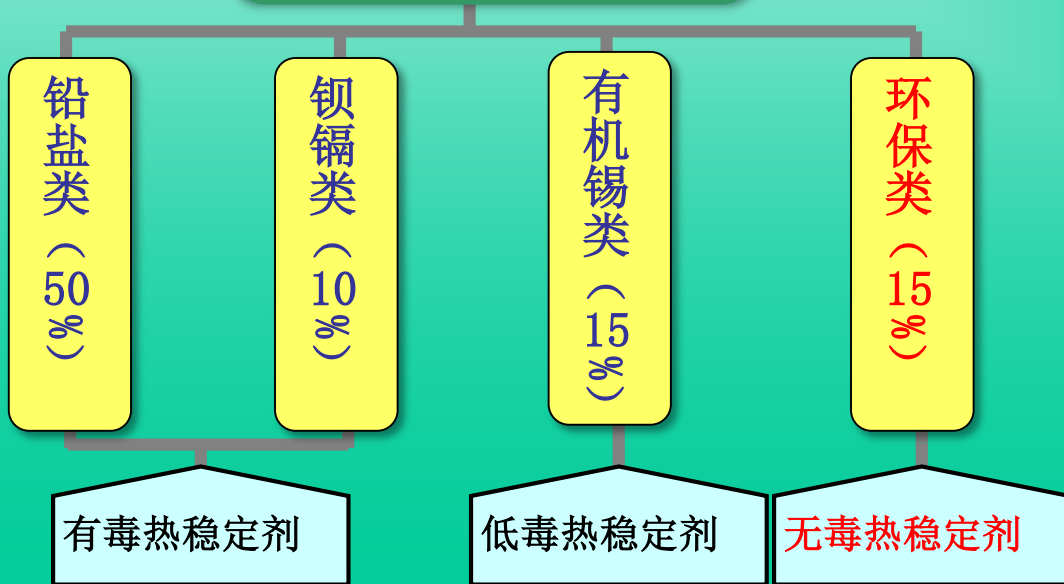 铅盐类（50%）
钡镉类（10%）
有机锡类（15%）
环保类（15%）
有毒热稳定剂
低毒热稳定剂
无毒热稳定剂